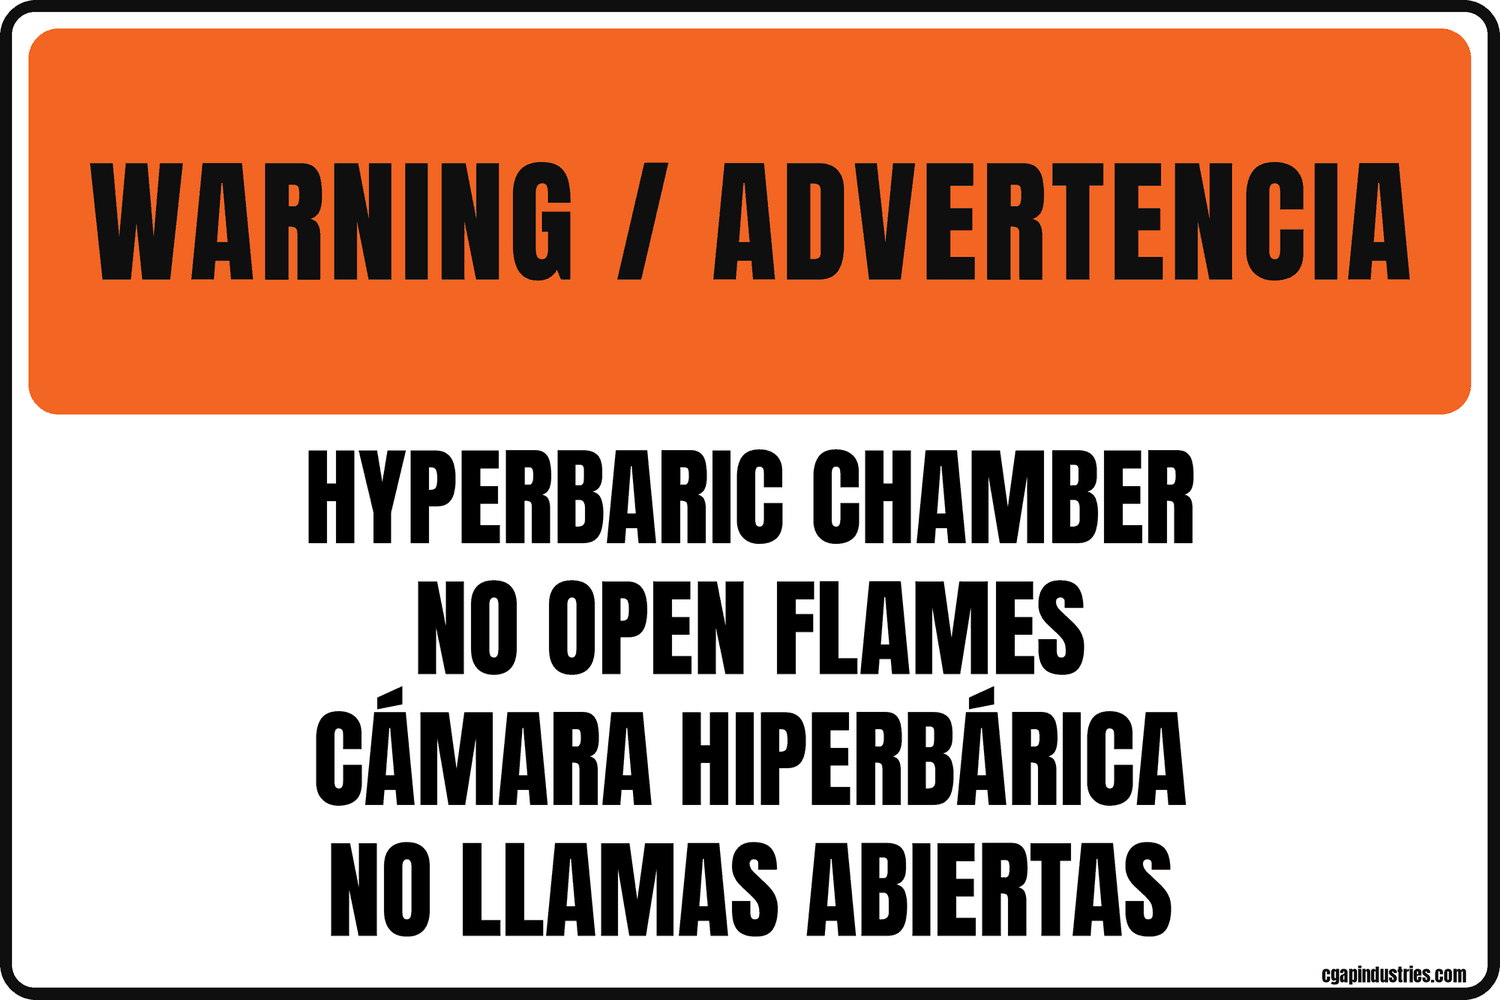 WARNING / ADVERTENCIA
HYPERBARIC CHAMBER
NO OPEN FLAMES
CÁMARA HIPERBÁRICA
NO LLAMAS ABIERTAS
cgapindustries.com